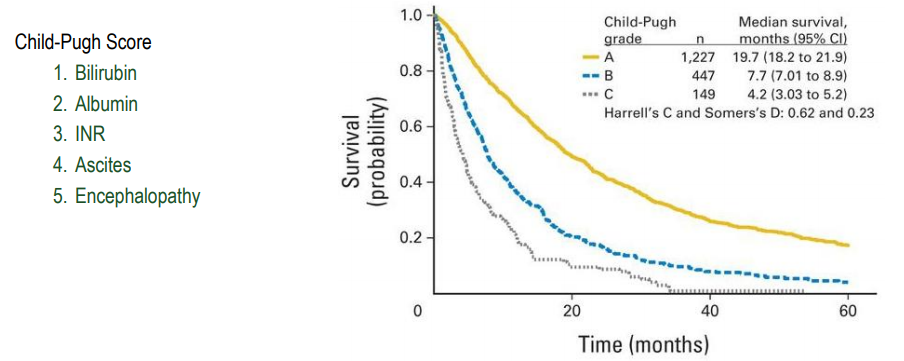 Child-Pugh Score
1. Bilirubin
2. Albumin
3. INR
4. Ascites
5. Encephalopathy
1.0
0.8
0.6
0.4
0.2
Survival
(probability)
Child-Pugh Median survival,
grade n months (95% CI)
A 1,227 19.7 (18.2 to 21.9)
B 447 7.7 (7.01 to 8.9)
C 149 4.2 (3.03 to 5.2)
Harrell's C and Somers's D: 0.62 and 0.23
0 20 40 60
Time (months)